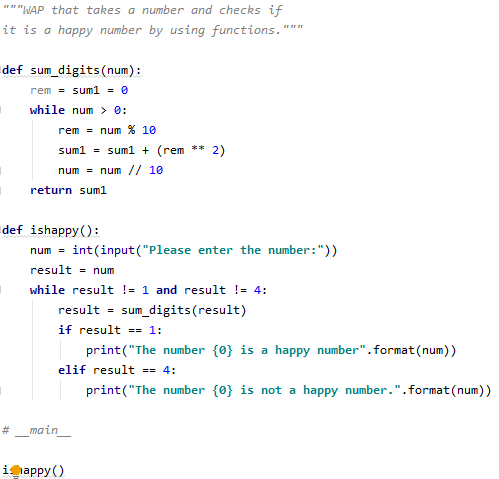 """WAP that takes a number and checks if
it is a happy number by using functions."""
def sum_digits(num):
    rem = sum1 = 0
    while num > 0:
        rem = num % 10
        sum1 = sum1 + (rem ** 2)
        num = num // 10
    return sum1
def ishappy():
    num = int(input("Please enter the number:"))
    result = num
    while result != 1 and result != 4:
        result = sum_digits(result)
        if result == 1:
            print("The number {0} is a happy number".format(num))
        elif result == 4:
            print("The number {0} is not a happy number.".format(num))
# __main__
ishappy()